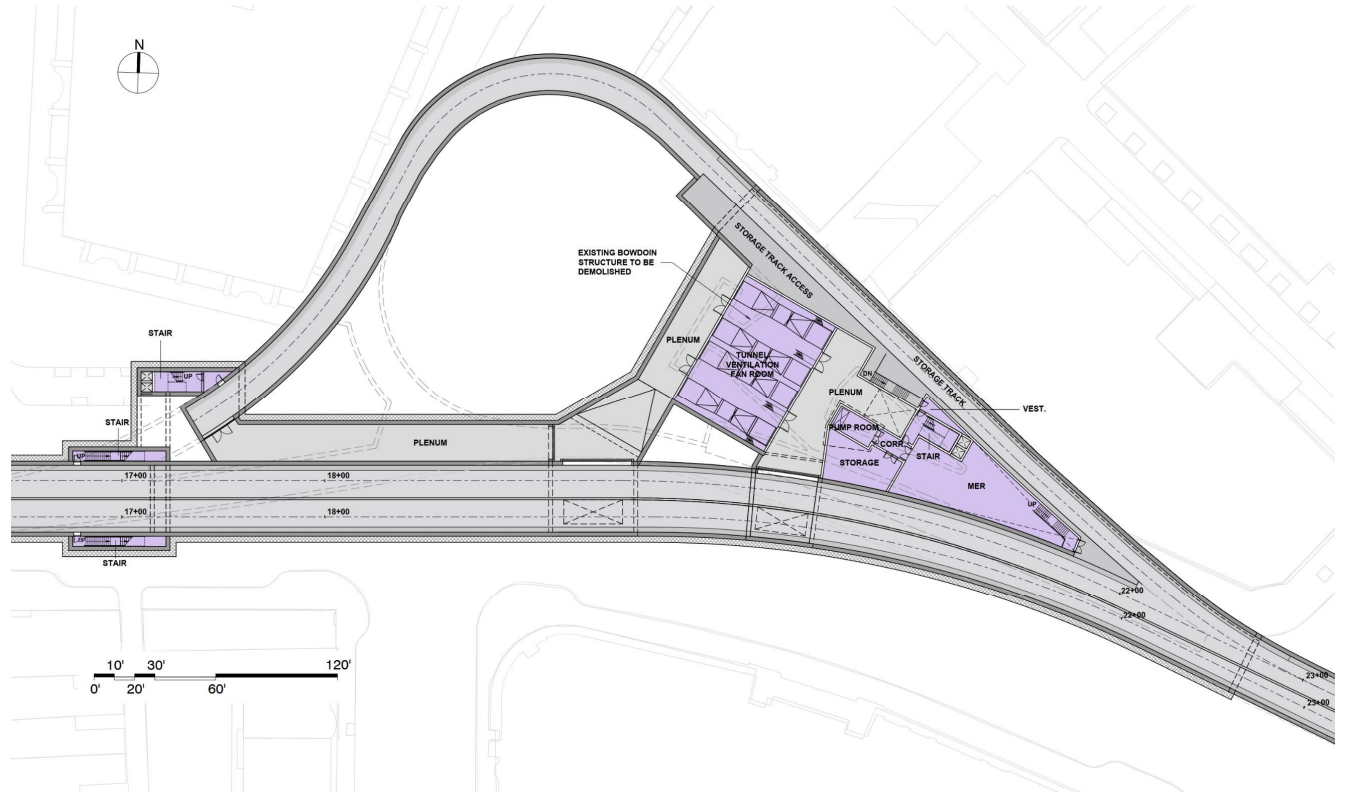 N
EXISTING BOWDOIN
STRUCTURE TO BE
DEMOLISHED
STORAGE TRACK ACCESS
STAIR
UP
PLENUM
TUNNEL
VENTILATION
FAN ROOM
STORAGE TRACK
DN
PLENUM
VEST.
STAIR
UP
PLENUM
PUMP ROOM
CORR.
STORAGE
STAIR
MER
UP
17+00
18+00
17+00
18+00
UP
STAIR
22+00
22+00
23+00
23+00
10' 30' 120'
0' 20' 60'